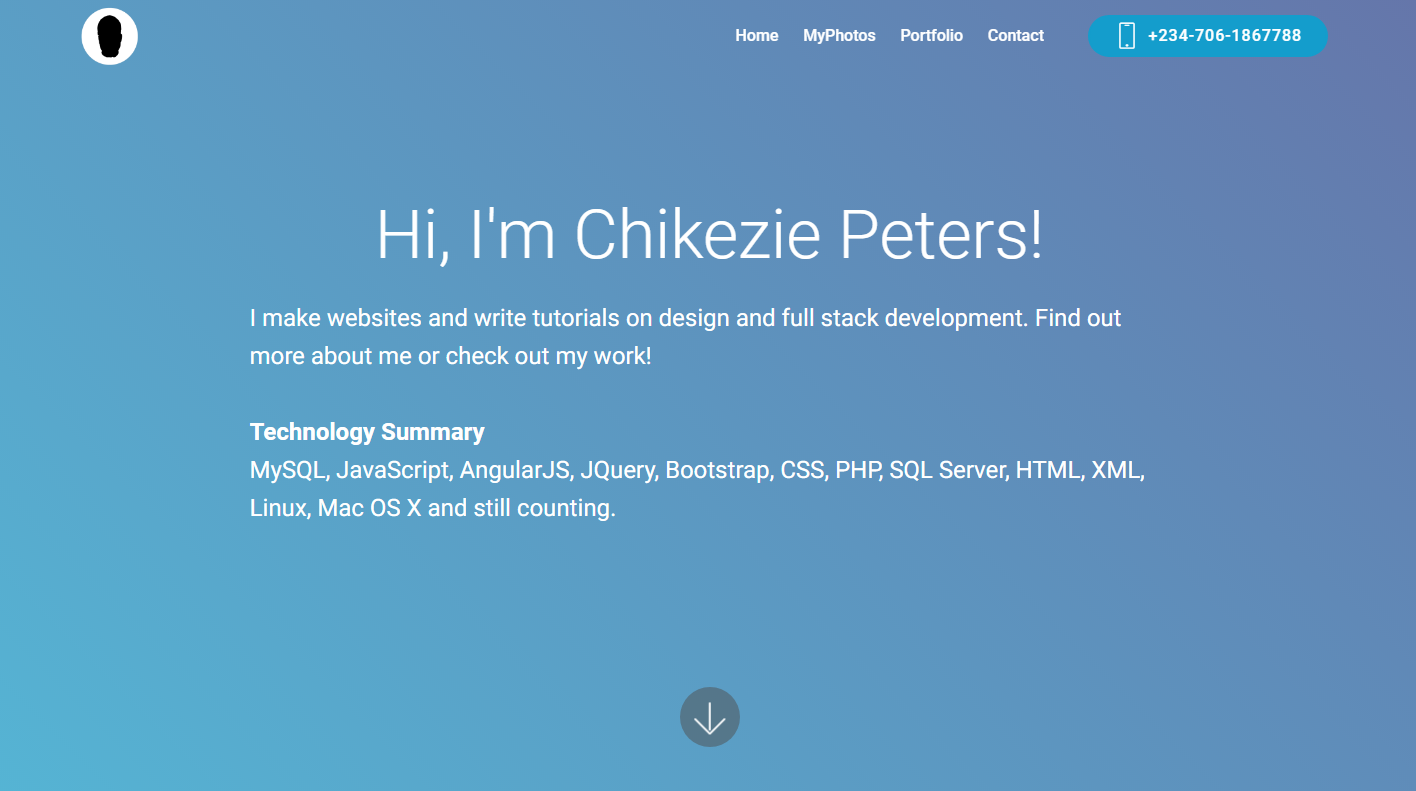 Home MyPhotos Portfolio Contact +234-706-1867788
Hi, I'm Chikezie Peters!
I make websites and write tutorials on design and full stack development. Find out
more about me or check out my work!
Technology Summary
MySQL, JavaScript, AngularJS, JQuery, Bootstrap, CSS, PHP, SQL Server, HTML, XML,
Linux, Mac OS X and still counting.